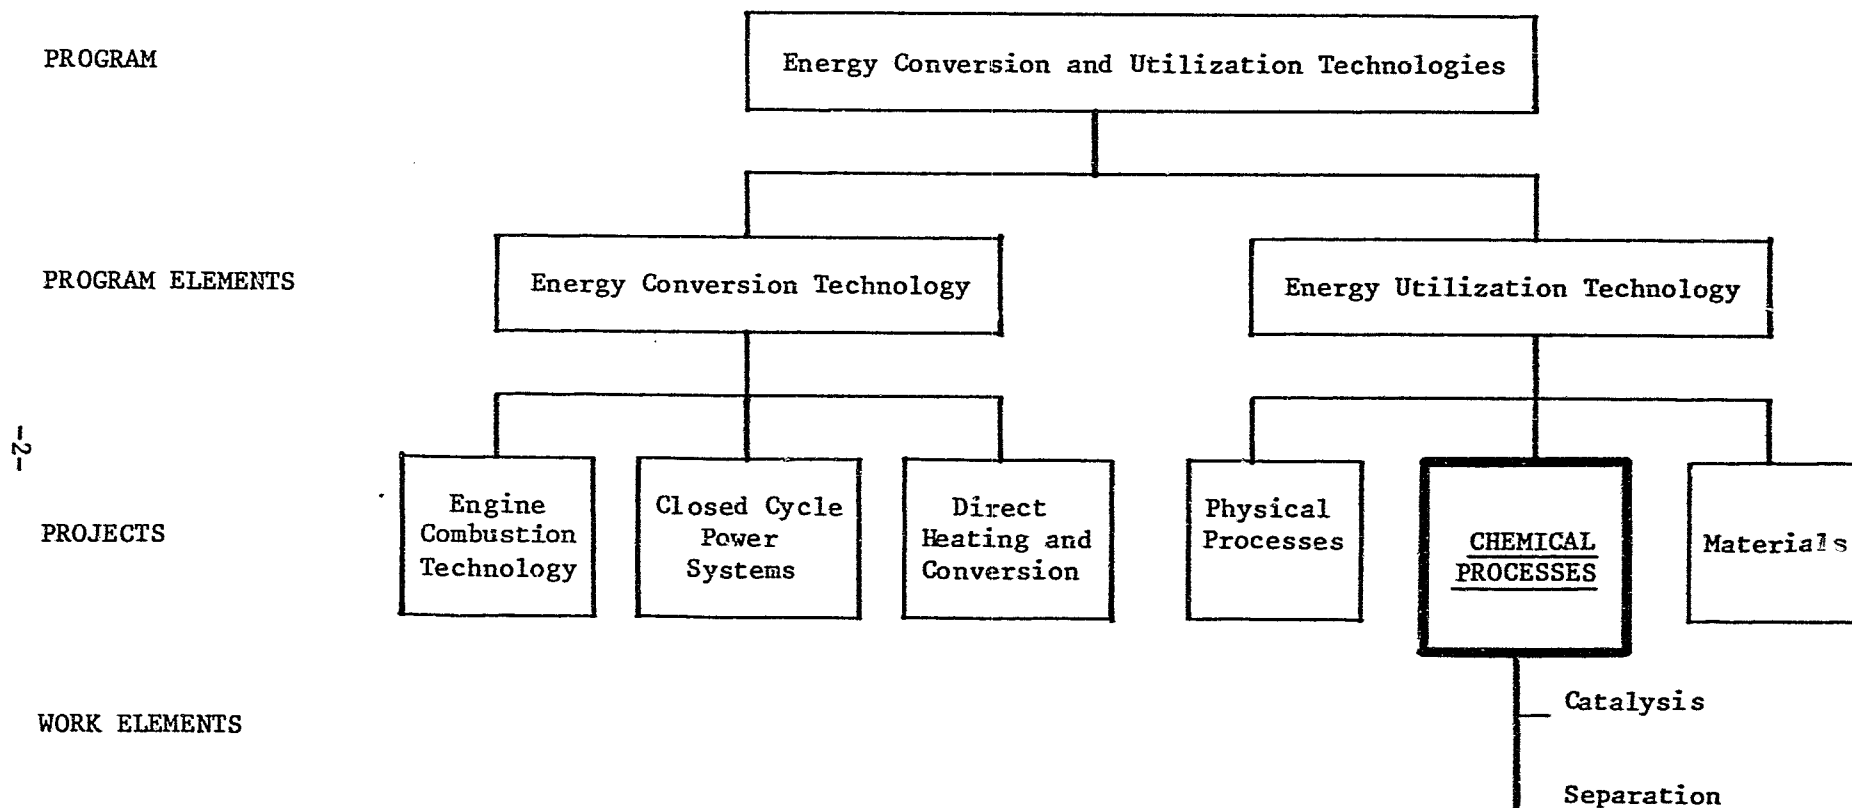 PROGRAM
Energy Conversion and Utilization Technologies
PROGRAM ELEMENTS
Energy Conversion Technology
Energy Utilization Technology
-2-
PROJECTS
Engine
Combustion
Technology
Closed Cycle
Power
Systems
Direct
Heating and
Conversion
Physical
Processes
CHEMICAL
PROCESSES
Materials
WORK ELEMENTS
Catalysis
Separation